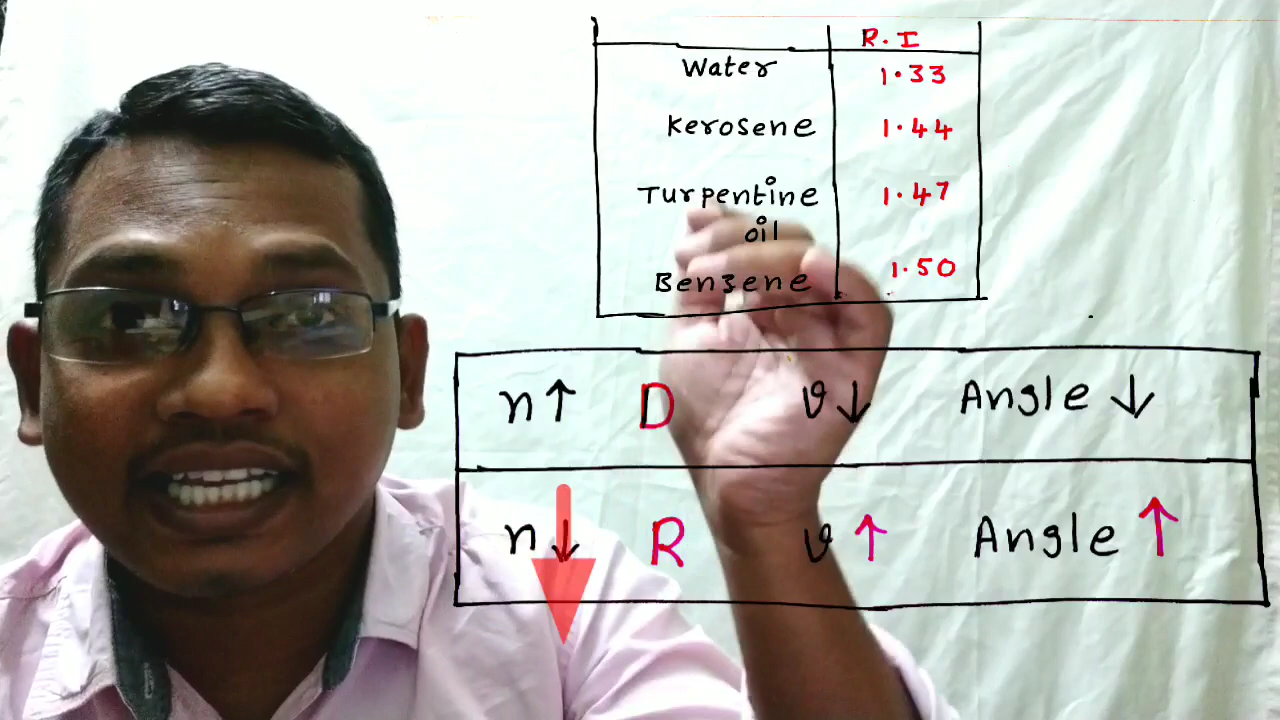 R.I
Water 1.33
Kerosene 1.44
Turpentine 1.47
oil
Benzene 1.50
n↑ D v↓ Angle ↓
n↓ R v↑ Angle ↑